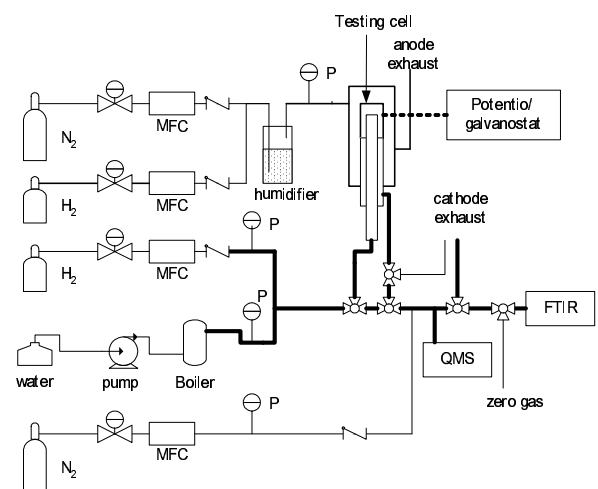 Testing cell
anode
exhaust
P
Potentio/
galvanostat
MFC
N2
humidifier
MFC
H2
cathode
exhaust
P
MFC
H2
P
FTIR
QMS
water
pump
Boiler
zero gas
P
MFC
N2